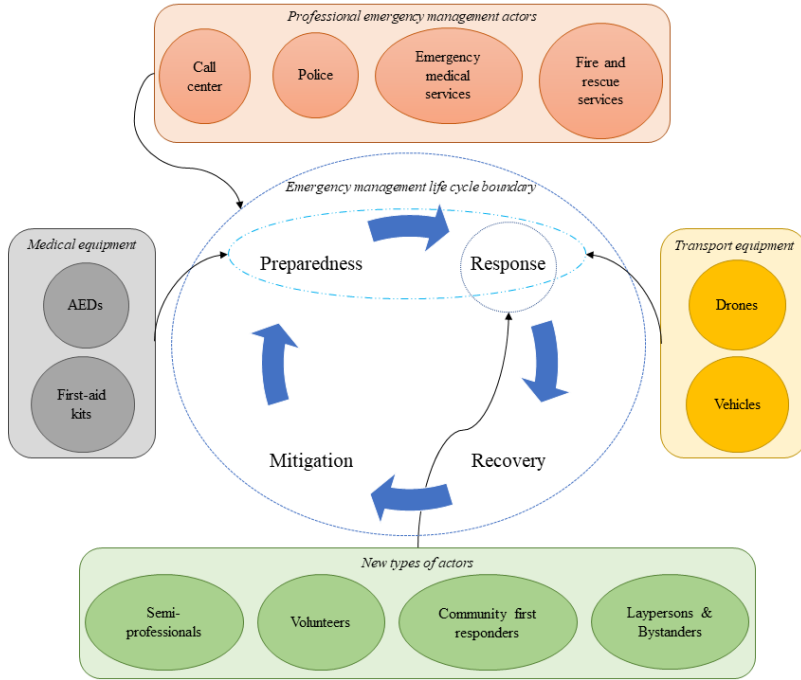 Professional emergency management actors
Call
center
Police
Emergency
medical
services
Fire and
rescue
services
Emergency management life cycle boundary
Medical equipment
AEDs
First-aid
kits
Preparedness
Response
Mitigation
Recovery
Transport equipment
Drones
Vehicles
New types of actors
Semi-
professionals
Volunteers
Community first
responders
Laypersons &
Bystanders